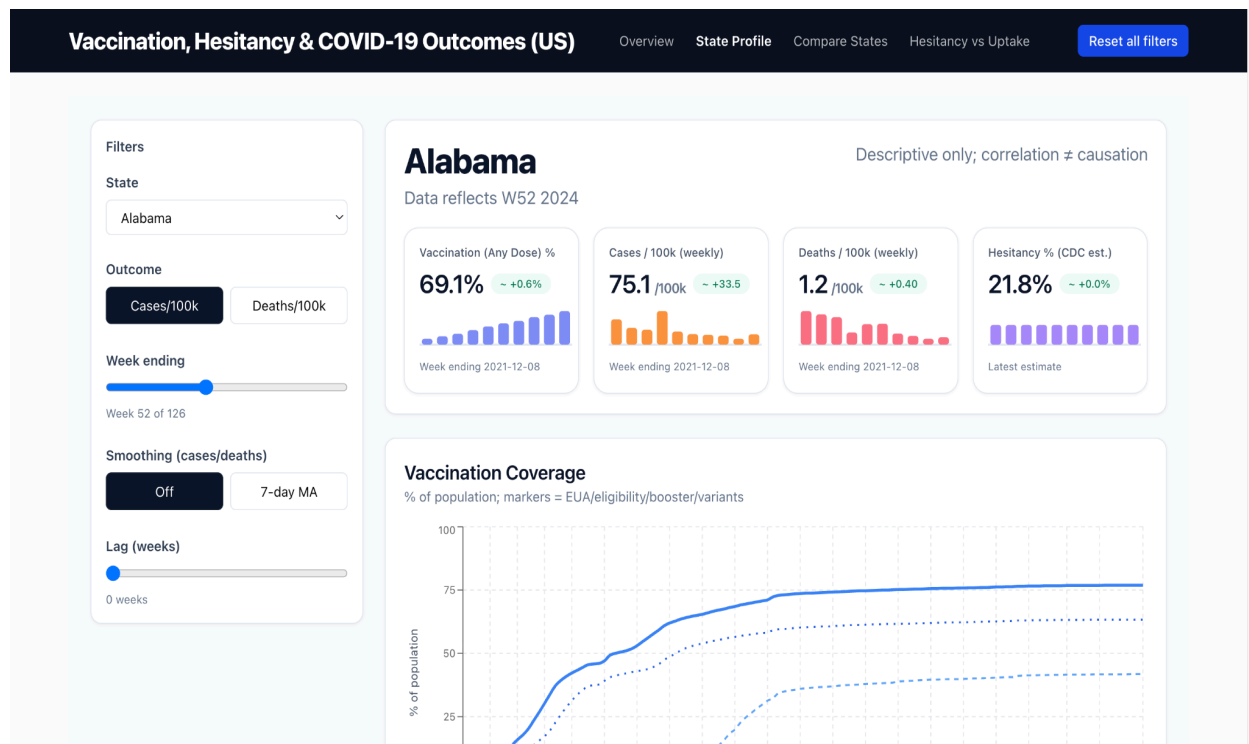 Vaccination, Hesitancy & COVID-19 Outcomes (US)
Overview
State Profile
Compare States
Hesitancy vs Uptake
Reset all filters
Filters
State
Alabama
Outcome
Cases/100k
Deaths/100k
Week ending
Week 52 of 126
Smoothing (cases/deaths)
Off
7-day MA
Lag (weeks)
0 weeks
Alabama
Descriptive only; correlation ≠ causation
Data reflects W52 2024
Vaccination (Any Dose) %
69.1% ~ +0.6%
Week ending 2021-12-08
Cases / 100k (weekly)
75.1 /100k ~ +33.5
Week ending 2021-12-08
Deaths / 100k (weekly)
1.2 /100k ~ +0.40
Week ending 2021-12-08
Hesitancy % (CDC est.)
21.8% ~ +0.0%
Latest estimate
Vaccination Coverage
% of population; markers = EUA/eligibility/booster/variants
100
75
50
25
% of population